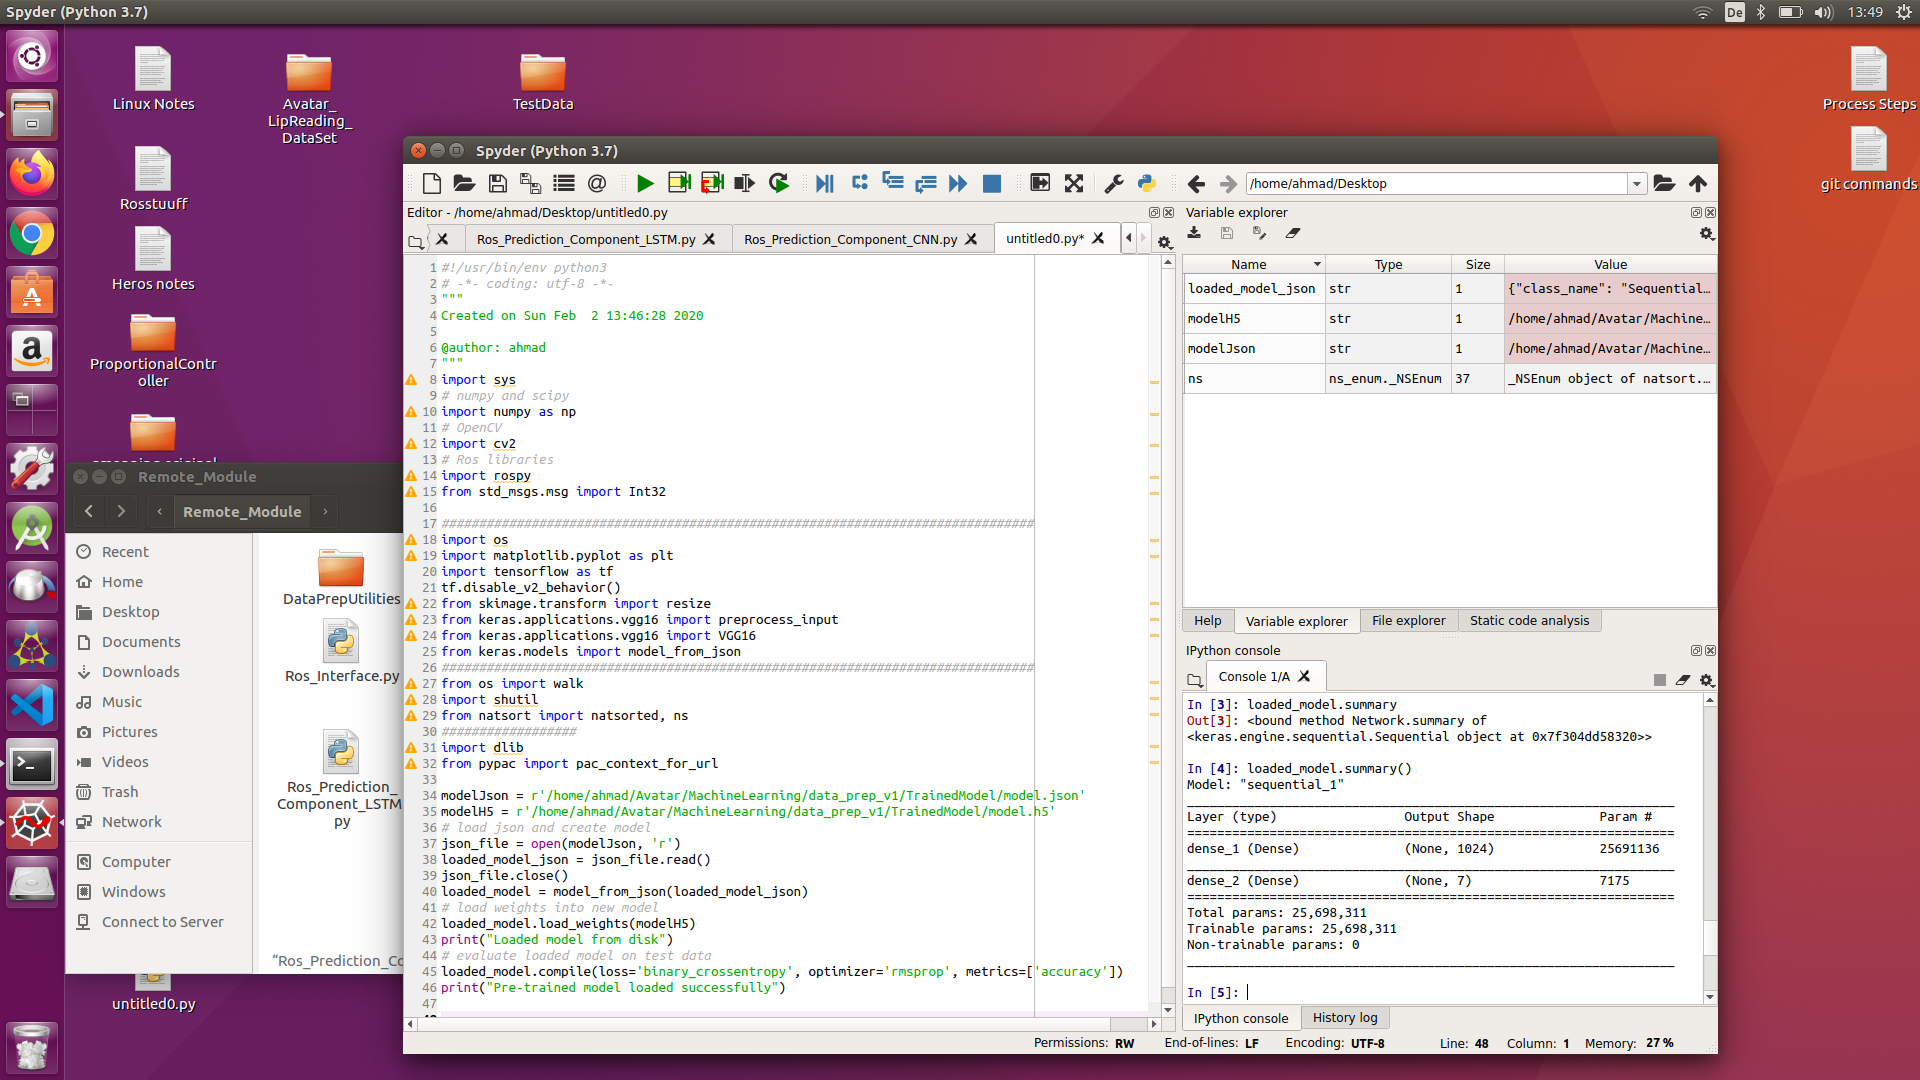 Spyder (Python 3.7)
De
13:49
Linux Notes
Avatar_
LipReading_
DataSet
TestData
Process Steps
git commands
Rosstuuff
Heros notes
ProportionalContr
oller
untitled0.py
Remote_Module
Remote_Module
Recent
Home
Desktop
Documents
Downloads
Music
Pictures
Videos
Trash
Network
Computer
Windows
Connect to Server
DataPrepUtilities
Ros_Interface.py
Ros_Prediction_
Component_LSTM.
py
“Ros_Prediction_Co
Spyder (Python 3.7)
/home/ahmad/Desktop
Editor - /home/ahmad/Desktop/untitled0.py
Ros_Prediction_Component_LSTM.py
Ros_Prediction_Component_CNN.py
untitled0.py*
1 #!/usr/bin/env python3
2 # -*- coding: utf-8 -*-
3 """
4 Created on Sun Feb  2 13:46:28 2020
5
6 @author: ahmad
7 """
8 import sys
9 # numpy and scipy
10 import numpy as np
11 # OpenCV
12 import cv2
13 # Ros libraries
14 import rospy
15 from std_msgs.msg import Int32
16
17 ###############################################################################
18 import os
19 import matplotlib.pyplot as plt
20 import tensorflow as tf
21 tf.disable_v2_behavior()
22 from skimage.transform import resize
23 from keras.applications.vgg16 import preprocess_input
24 from keras.applications.vgg16 import VGG16
25 from keras.models import model_from_json
26 ###############################################################################
27 from os import walk
28 import shutil
29 from natsort import natsorted, ns
30 ##################
31 import dlib
32 from pypac import pac_context_for_url
33
34 modelJson = r'/home/ahmad/Avatar/MachineLearning/data_prep_v1/TrainedModel/model.json'
35 modelH5 = r'/home/ahmad/Avatar/MachineLearning/data_prep_v1/TrainedModel/model.h5'
36 # load json and create model
37 json_file = open(modelJson, 'r')
38 loaded_model_json = json_file.read()
39 json_file.close()
40 loaded_model = model_from_json(loaded_model_json)
41 # load weights into new model
42 loaded_model.load_weights(modelH5)
43 print("Loaded model from disk")
44 # evaluate loaded model on test data
45 loaded_model.compile(loss='binary_crossentropy', optimizer='rmsprop', metrics=['accuracy'])
46 print("Pre-trained model loaded successfully")
47
Variable explorer
Name Type Size Value
loaded_model_json str 1 {"class_name": "Sequential...
modelH5 str 1 /home/ahmad/Avatar/Machine...
modelJson str 1 /home/ahmad/Avatar/Machine...
ns ns_enum._NSEnum 37 _NSEnum object of natsort....
Help Variable explorer File explorer Static code analysis
IPython console
Console 1/A
In [3]: loaded_model.summary
Out[3]: <bound method Network.summary of
<keras.engine.sequential.Sequential object at 0x7f304dd58320>>
In [4]: loaded_model.summary()
Model: "sequential_1"
_________________________________________________________________
Layer (type) Output Shape Param #
=================================================================
dense_1 (Dense) (None, 1024) 25691136
_________________________________________________________________
dense_2 (Dense) (None, 7) 7175
=================================================================
Total params: 25,698,311
Trainable params: 25,698,311
Non-trainable params: 0
_________________________________________________________________
In [5]:
IPython console History log
Permissions: RW End-of-lines: LF Encoding: UTF-8 Line: 48 Column: 1 Memory: 27 %